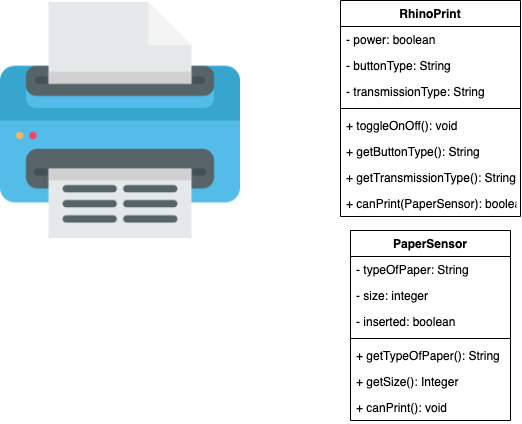 RhinoPrint
- power: boolean
- buttonType: String
- transmissionType: String
+ toggleOnOff(): void
+ getButtonType(): String
+ getTransmissionType(): String
+ canPrint(PaperSensor): boolea
PaperSensor
- typeOfPaper: String
- size: integer
- inserted: boolean
+ getTypeOfPaper(): String
+ getSize(): Integer
+ canPrint(): void